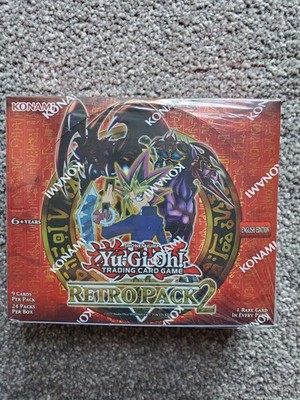 KONAMI
KONAMI
KONAMI
KONAMI
KONAMI
KONAMI
KONAMI
6+ YEARS
ENGLISH EDITION
Yu-Gi-Oh!
TRADING CARD GAME
RETRO PACK 2
9 CARDS
PER PACK
24 PACKS
PER BOX
1 RARE CARD
IN EVERY PACK